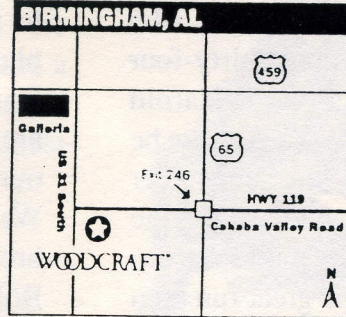 BIRMINGHAM, AL
459
Galleria
65
US 31 South
Exit 246
HWY 119
Cahaba Valley Road
WOODCRAFT®
N